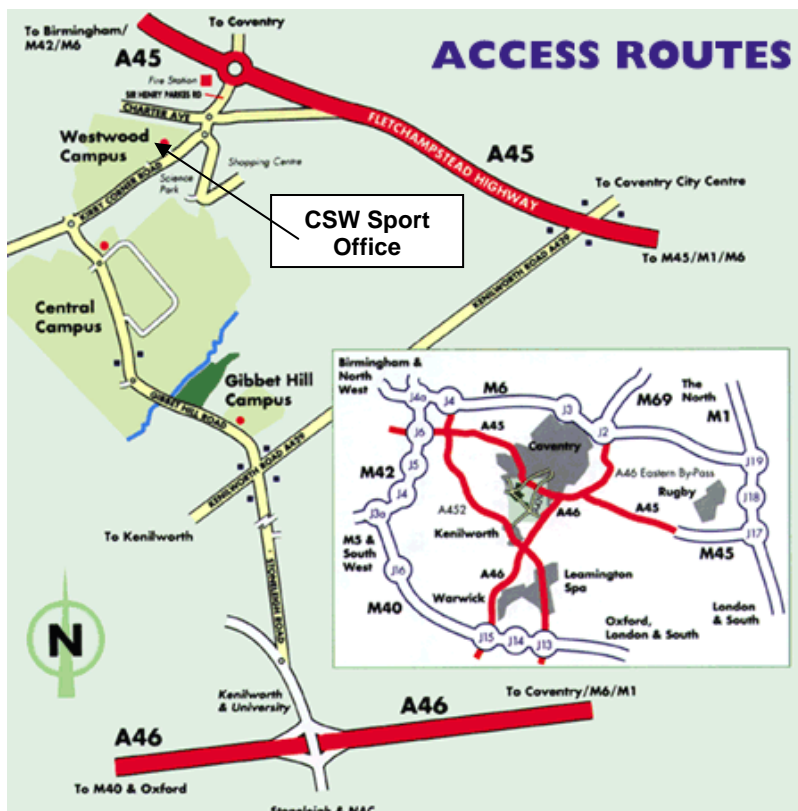 To Coventry
To Birmingham/
M42/M6
ACCESS ROUTES
A45
Fire Station
SIR HENRY PARKES RD
CHARTER AVE
FLETCHAMPSTEAD HIGHWAY
A45
Westwood
Campus
Shopping Centre
Science
Park
KIRBY CORNER ROAD
To Coventry City Centre
CSW Sport
Office
KENILWORTH ROAD A429
To M45/M1/M6
Central
Campus
Gibbet Hill
Campus
GIBBET HILL ROAD
KENILWORTH ROAD A429
To Kenilworth
STONELEIGH ROAD
N
Kenilworth
& University
To Coventry/M6/M1
A46
A46
To M40 & Oxford
Stoneleigh & NAC
Birmingham &
North
West
M6
M69
The
North
M1
J4a
J4
J3
J2
A45
J6
Coventry
J19
M42
J5
A46 Eastern By-Pass
Rugby
J18
J4
J3a
A452
A46
A45
J17
M5 &
South
West
Kenilworth
M45
J16
A46
Leamington
Spa
M40
Warwick
London
& South
J15
J14
J13
Oxford,
London & South